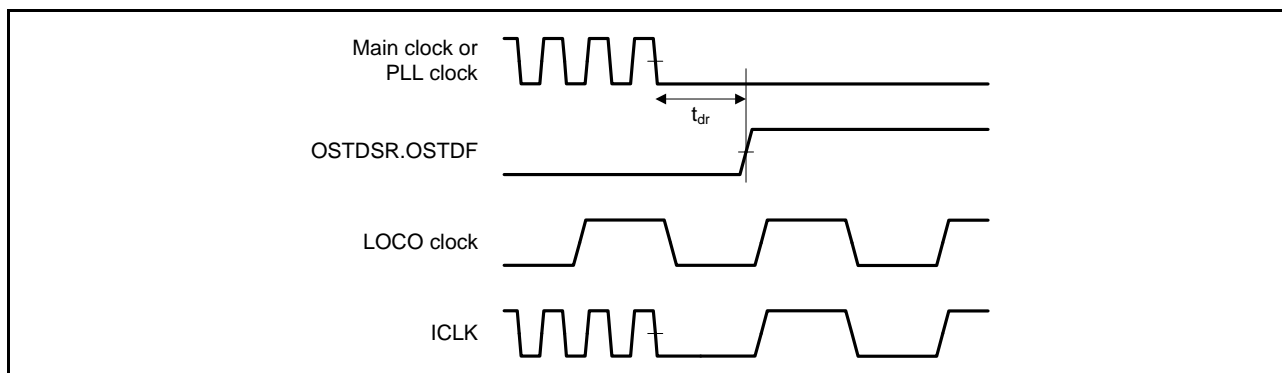 Main clock or
PLL clock
tdr
OSTDSR.OSTDF
LOCO clock
ICLK